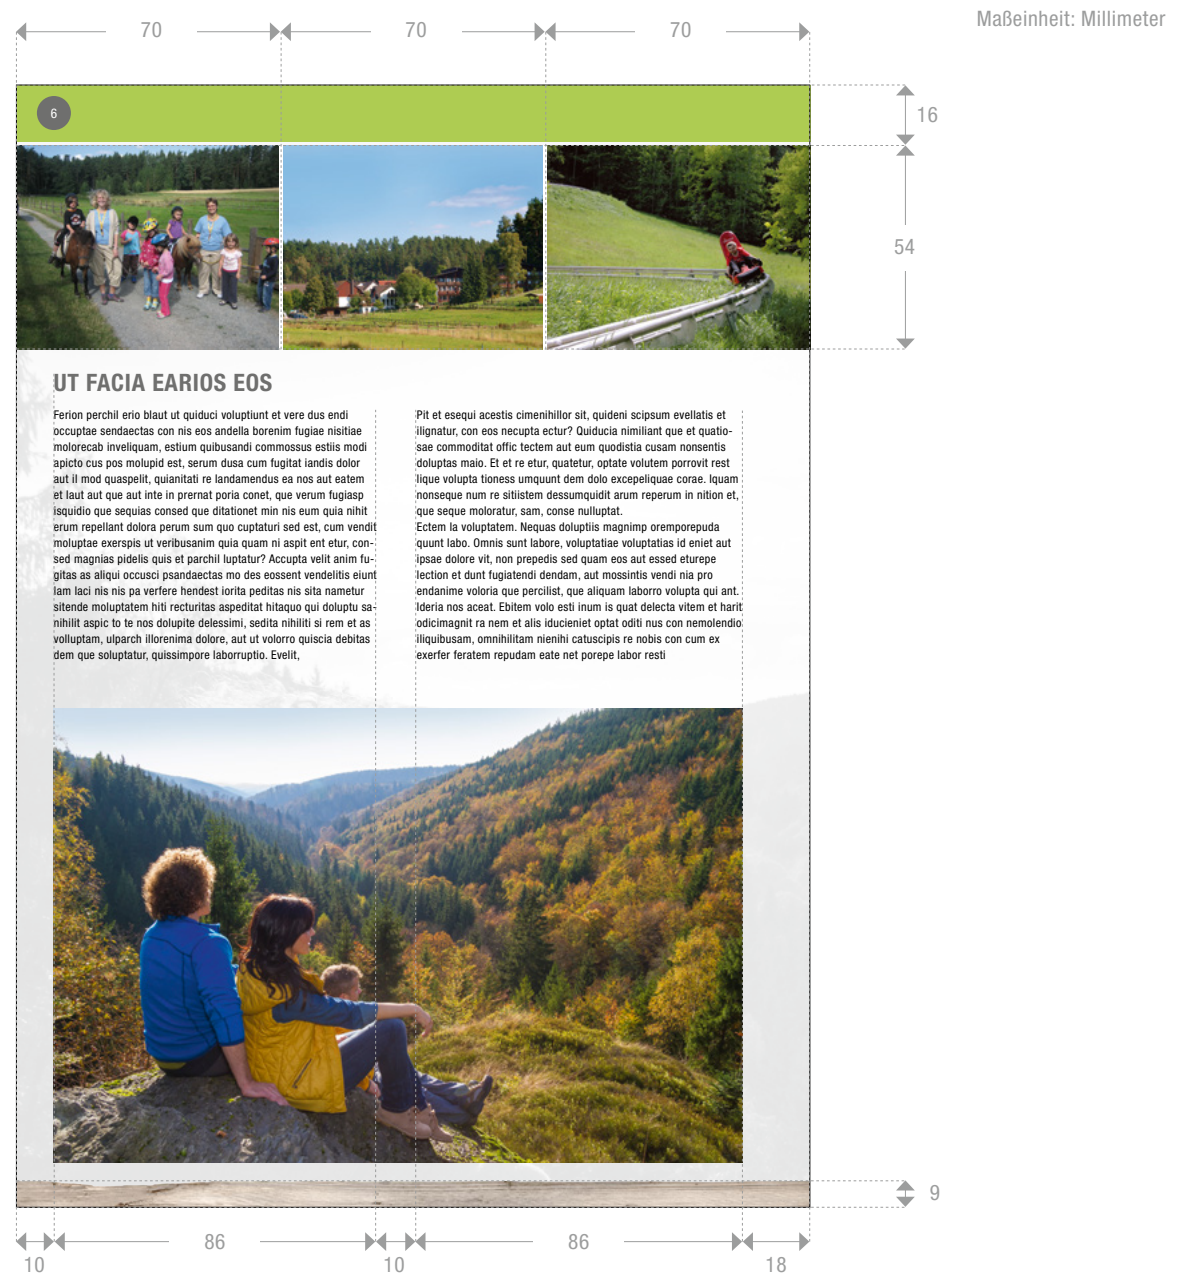 Maßeinheit: Millimeter
70
70
70
16
6
54
UT FACIA EARIOS EOS
Ferion perchil erio blaut ut quiduci voluptiunt et vere dus endi
occuptae sendaectas con nis eos andella borenim fugiae nisitiae
molorecab inveliquam, estium quibusandi commossus estiis modi
apicto cus pos molupid est, serum dusa cum fugitat iandis dolor
aut il mod quaspelit, quianitati re landamendus ea nos aut eatem
et laut aut que aut inte in prernat poria conet, que verum fugiasp
isquidio que sequias consed que ditationet min nis eum quia nihit
erum repellant dolora perum sum quo cuptaturi sed est, cum vendit
moluptae exerspis ut veribusanim quia quam ni aspit ent etur, con-
sed magnias pidelis quis et parchil luptatur? Accupta velit anim fu-
gitas as aliqui occusci psandaectas mo des eossent vendelitis eiunt
lam laci nis nis pa verfere hendest iorita peditas nis sita nametur
sitende moluptatem hiti recturitas aspeditat hitaquo qui doluptu sa-
nihilit aspic to te nos dolupite delessimi, sedita nihiliti si rem et as
volluptam, ulparch illorenima dolore, aut ut volorro quiscia debitas
dem que soluptatur, quissimpore laborruptio. Evelit,
Pit et esequi acestis cimenihillor sit, quideni scipsum evellatis et
ilignatur, con eos necupta ectur? Quiducia nimiliant que et quatio-
sae commoditat offic tectem aut eum quodistia cusam nonsentis
doluptas maio. Et et re etur, quatetur, optate volutem porrovit rest
lique volupta tioness umquunt dem dolo excepeliquae corae. Iquam
nonseque num re sitiistem dessumquidit arum reperum in nition et,
que seque moloratur, sam, conse nulluptat.
Ectem la voluptatem. Nequas doluptiis magnimp oremporepuda
quunt labo. Omnis sunt labore, voluptatiae voluptatias id eniet aut
ipsae dolore vit, non prepedis sed quam eos aut essed eturepe
lection et dunt fugiatendi dendam, aut mossintis vendi nia pro
endanime voloria que percilist, que aliquam laborro volupta qui ant.
Ideria nos aceat. Ebitem volo esti inum is quat delecta vitem et harit
odicimagnit ra nem et alis iducieniet optat oditi nus con nemolendio
iliquibusam, omnihilitam nienihi catuscipis re nobis con cum ex
exerfer feratem repudam eate net porepe labor resti
9
10
86
10
86
18